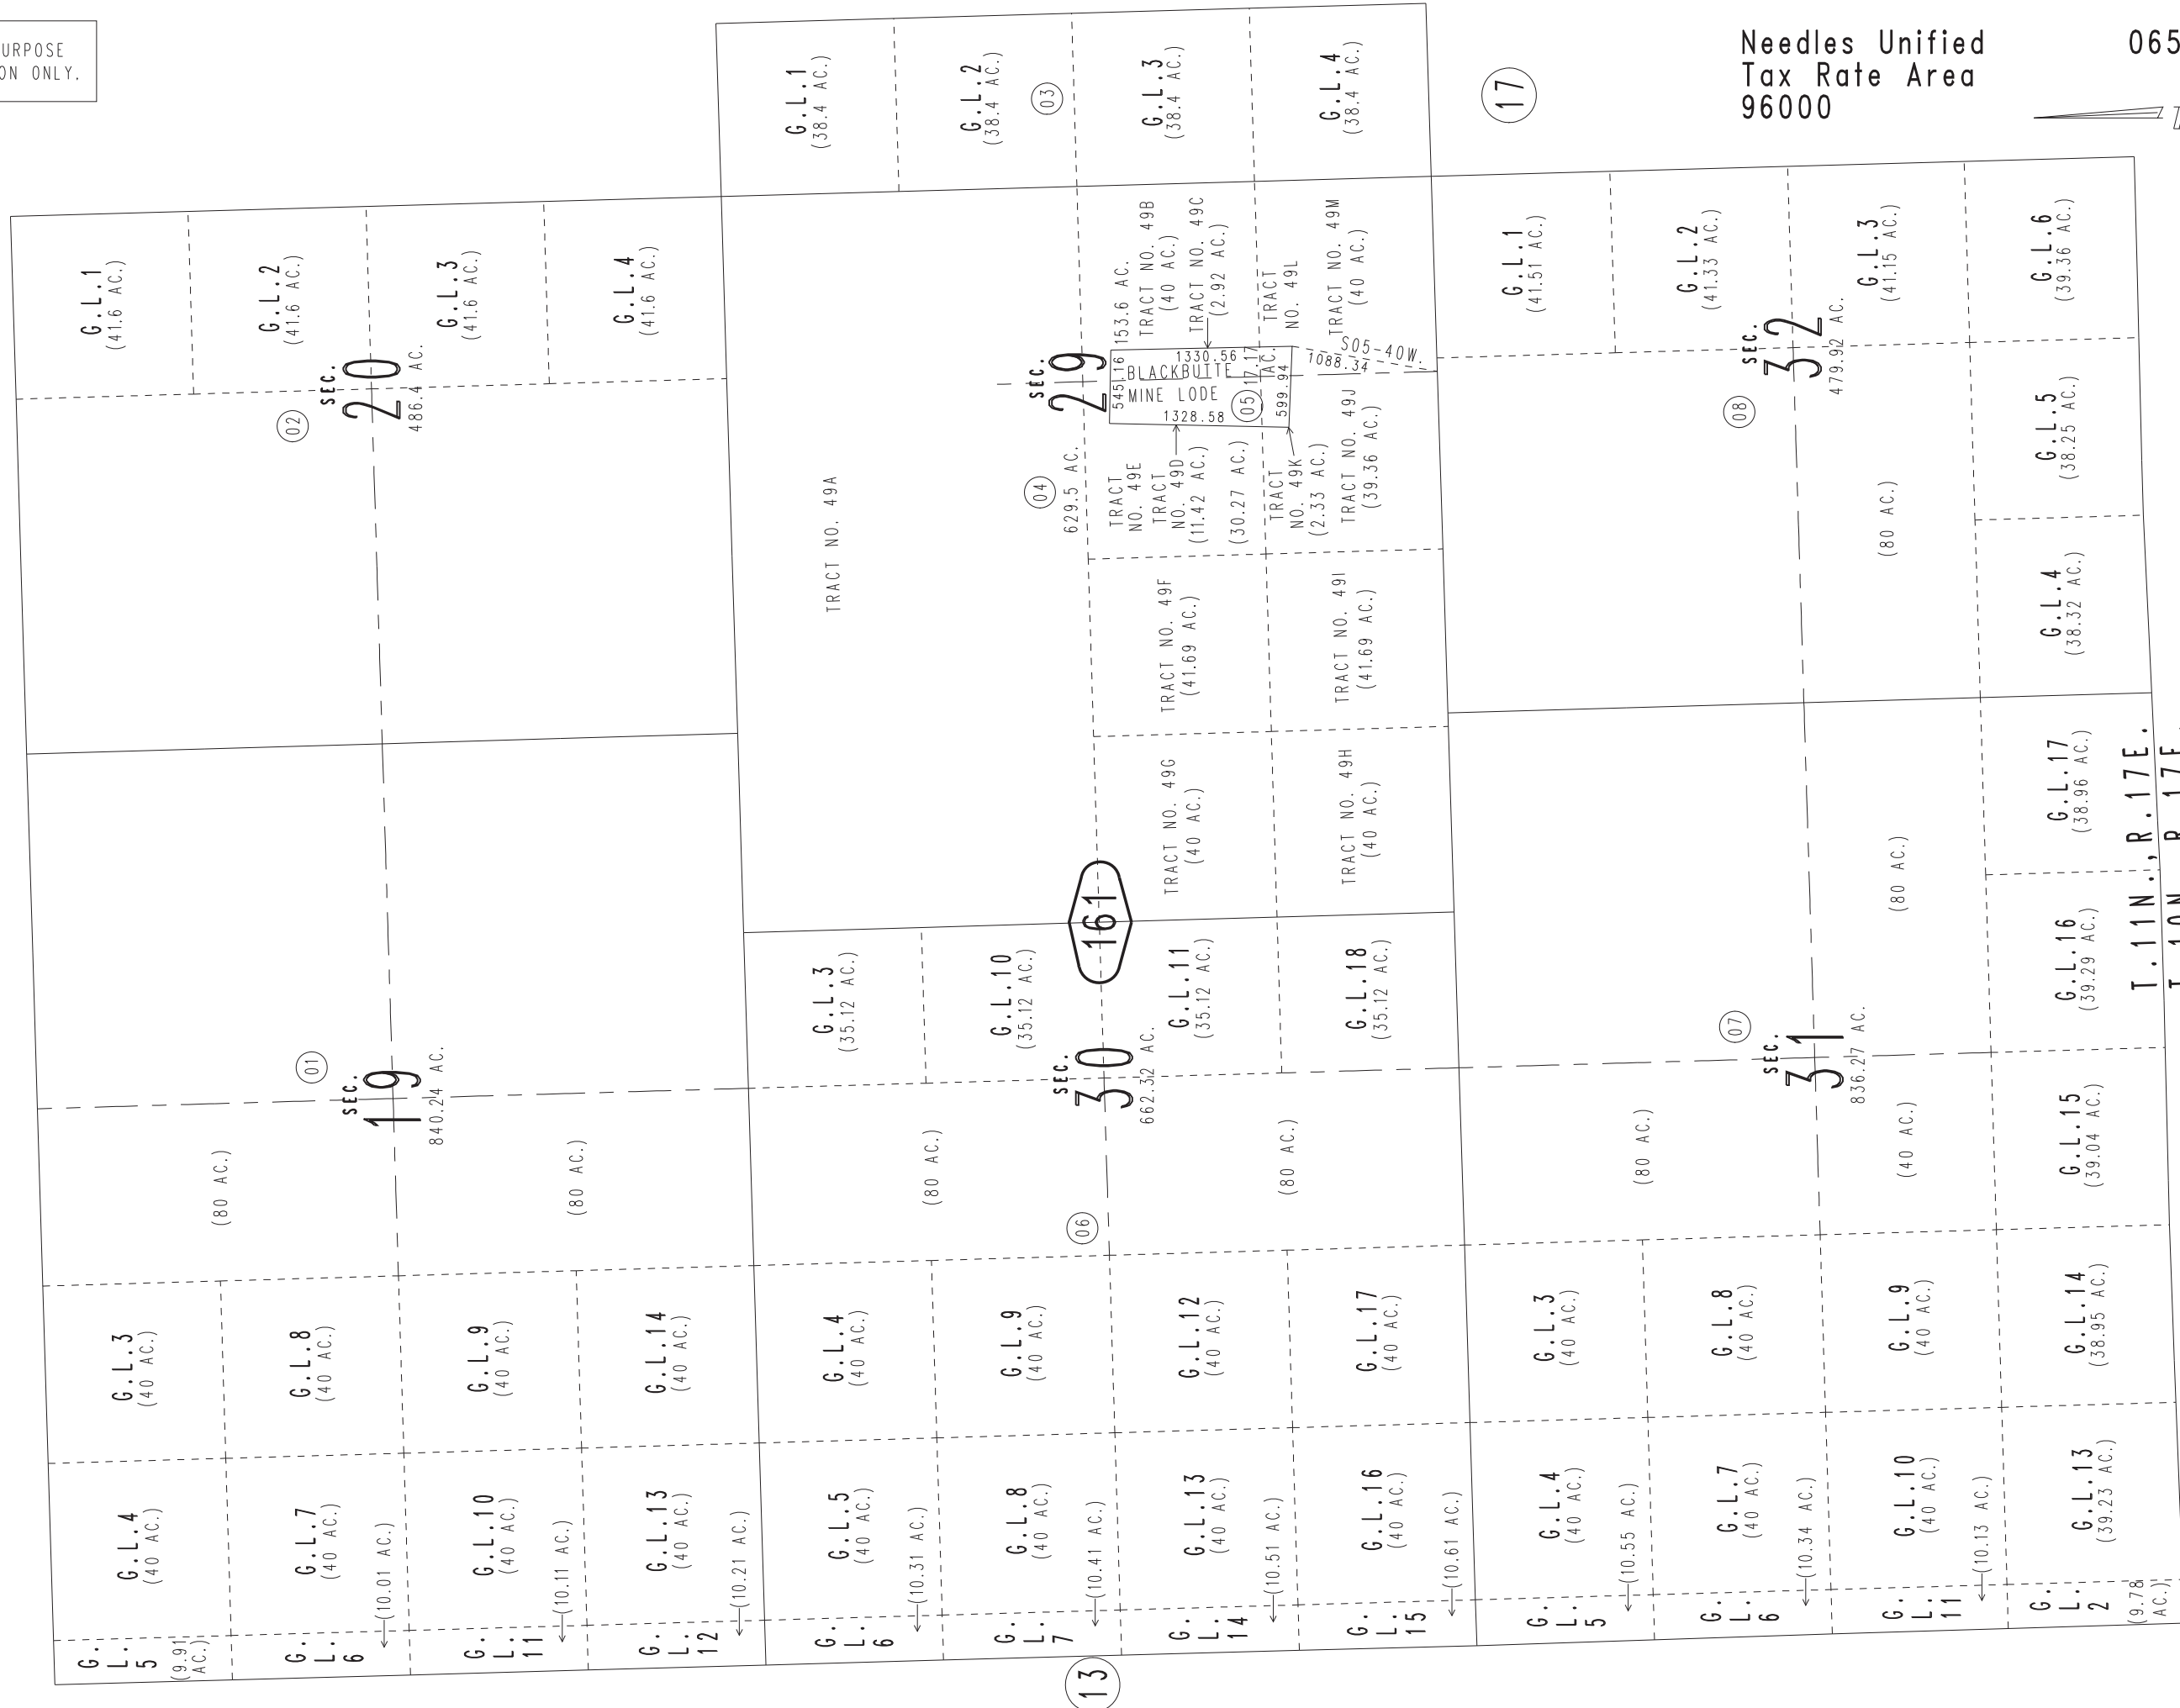 URPOSE
ON ONLY.
Needles Unified
Tax Rate Area
96000
065
17
G.L.1
(38.4 AC.)
G.L.2
(38.4 AC.)
03
G.L.3
(38.4 AC.)
G.L.4
(38.4 AC.)
G.L.1
(41.6 AC.)
G.L.2
(41.6 AC.)
G.L.3
(41.6 AC.)
G.L.4
(41.6 AC.)
02
SEC.
20
486.4 AC.
TRACT NO. 49A
SEC.
29
04
629.5 AC.
153.6 AC.
TRACT NO. 49B
(40 AC.)
TRACT NO. 49C
(2.92 AC.)
TRACT
NO. 49L
TRACT NO. 49M
(40 AC.)
545.16
1330.56
BLACKBUTTE
MINE LODE
1328.58
05
17.17
AC.
599.94
S05-40W.
1088.34
TRACT
NO. 49E
TRACT
NO. 49D
(11.42 AC.)
(30.27 AC.)
TRACT
NO. 49K
(2.33 AC.)
TRACT NO. 49J
(39.36 AC.)
TRACT NO. 49F
(41.69 AC.)
TRACT NO. 49I
(41.69 AC.)
TRACT NO. 49G
(40 AC.)
TRACT NO. 49H
(40 AC.)
G.L.1
(41.51 AC.)
G.L.2
(41.33 AC.)
G.L.3
(41.15 AC.)
G.L.6
(39.36 AC.)
08
SEC.
32
479.92 AC.
(80 AC.)
G.L.5
(38.25 AC.)
G.L.4
(38.32 AC.)
161
01
SEC.
19
840.24 AC.
(80 AC.)
(80 AC.)
G.L.3
(40 AC.)
G.L.8
(40 AC.)
G.L.9
(40 AC.)
G.L.14
(40 AC.)
G.L.4
(40 AC.)
G.L.7
(40 AC.)
(10.01 AC.)
G.L.10
(40 AC.)
(10.11 AC.)
G.L.13
(40 AC.)
(10.21 AC.)
G.
L.
5
(9.91
AC.)
G.
L.
6
G.
L.
11
G.
L.
12
G.L.3
(35.12 AC.)
G.L.10
(35.12 AC.)
G.L.11
(35.12 AC.)
G.L.18
(35.12 AC.)
SEC.
30
662.32 AC.
06
(80 AC.)
(80 AC.)
G.L.4
(40 AC.)
G.L.9
(40 AC.)
G.L.12
(40 AC.)
G.L.17
(40 AC.)
G.L.5
(40 AC.)
(10.31 AC.)
G.L.8
(40 AC.)
(10.41 AC.)
G.L.13
(40 AC.)
(10.51 AC.)
G.L.16
(40 AC.)
(10.61 AC.)
G.
L.
6
G.
L.
7
G.
L.
14
G.
L.
15
13
07
SEC.
31
836.27 AC.
(80 AC.)
(80 AC.)
(40 AC.)
G.L.17
(38.96 AC.)
G.L.16
(39.29 AC.)
G.L.15
(39.04 AC.)
G.L.3
(40 AC.)
G.L.8
(40 AC.)
G.L.9
(40 AC.)
G.L.14
(38.95 AC.)
G.L.4
(40 AC.)
(10.55 AC.)
G.L.7
(40 AC.)
(10.34 AC.)
G.L.10
(40 AC.)
(10.13 AC.)
G.L.13
(39.23 AC.)
G.
L.
5
G.
L.
6
G.
L.
11
G.
L.
2
(9.78
AC.)
T.11N.,R.17E.